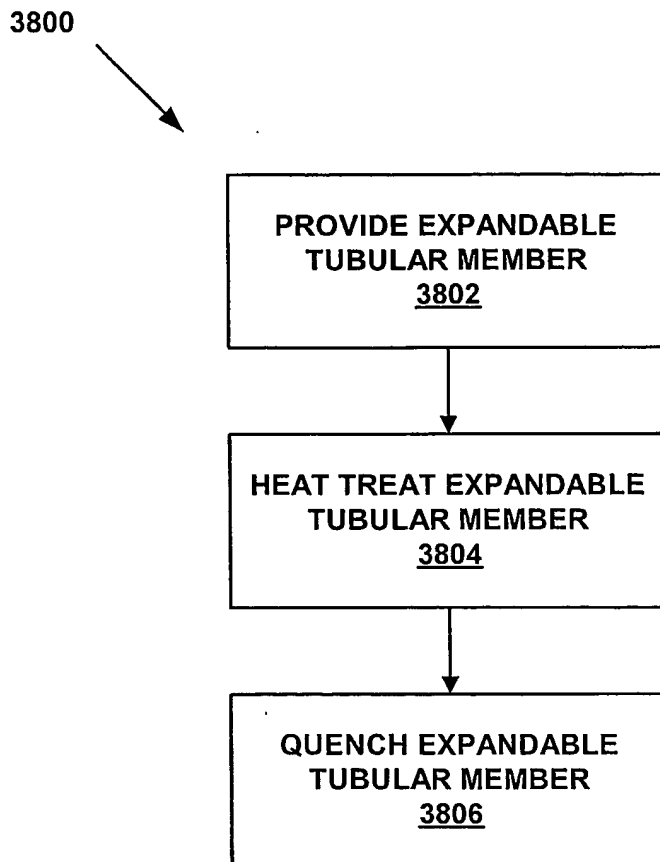 3800
PROVIDE EXPANDABLE
TUBULAR MEMBER
3802
HEAT TREAT EXPANDABLE
TUBULAR MEMBER
3804
QUENCH EXPANDABLE
TUBULAR MEMBER
3806